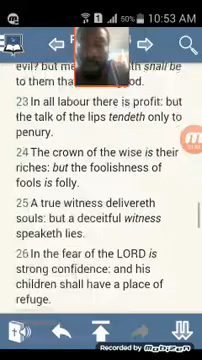 50% 10:53 AM
evil? but me th shall be
to them tha od.
23 In all labour there is profit: but
the talk of the lips tendeth only to
penury.
24 The crown of the wise is their
riches: but the foolishness of
fools is folly.
25 A true witness delivereth
souls: but a deceitful witness
speaketh lies.
26 In the fear of the LORD is
strong confidence: and his
children shall have a place of
refuge.
RECORDED WITH
Mobizen